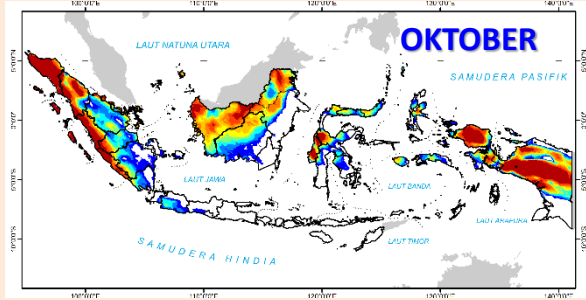 OKTOBER
LAUT NATUNA UTARA
SAMUDERA PASIFIK
LAUT JAWA
LAUT BANDA
LAUT ARAFURA
LAUT TIMOR
SAMUDERA HINDIA